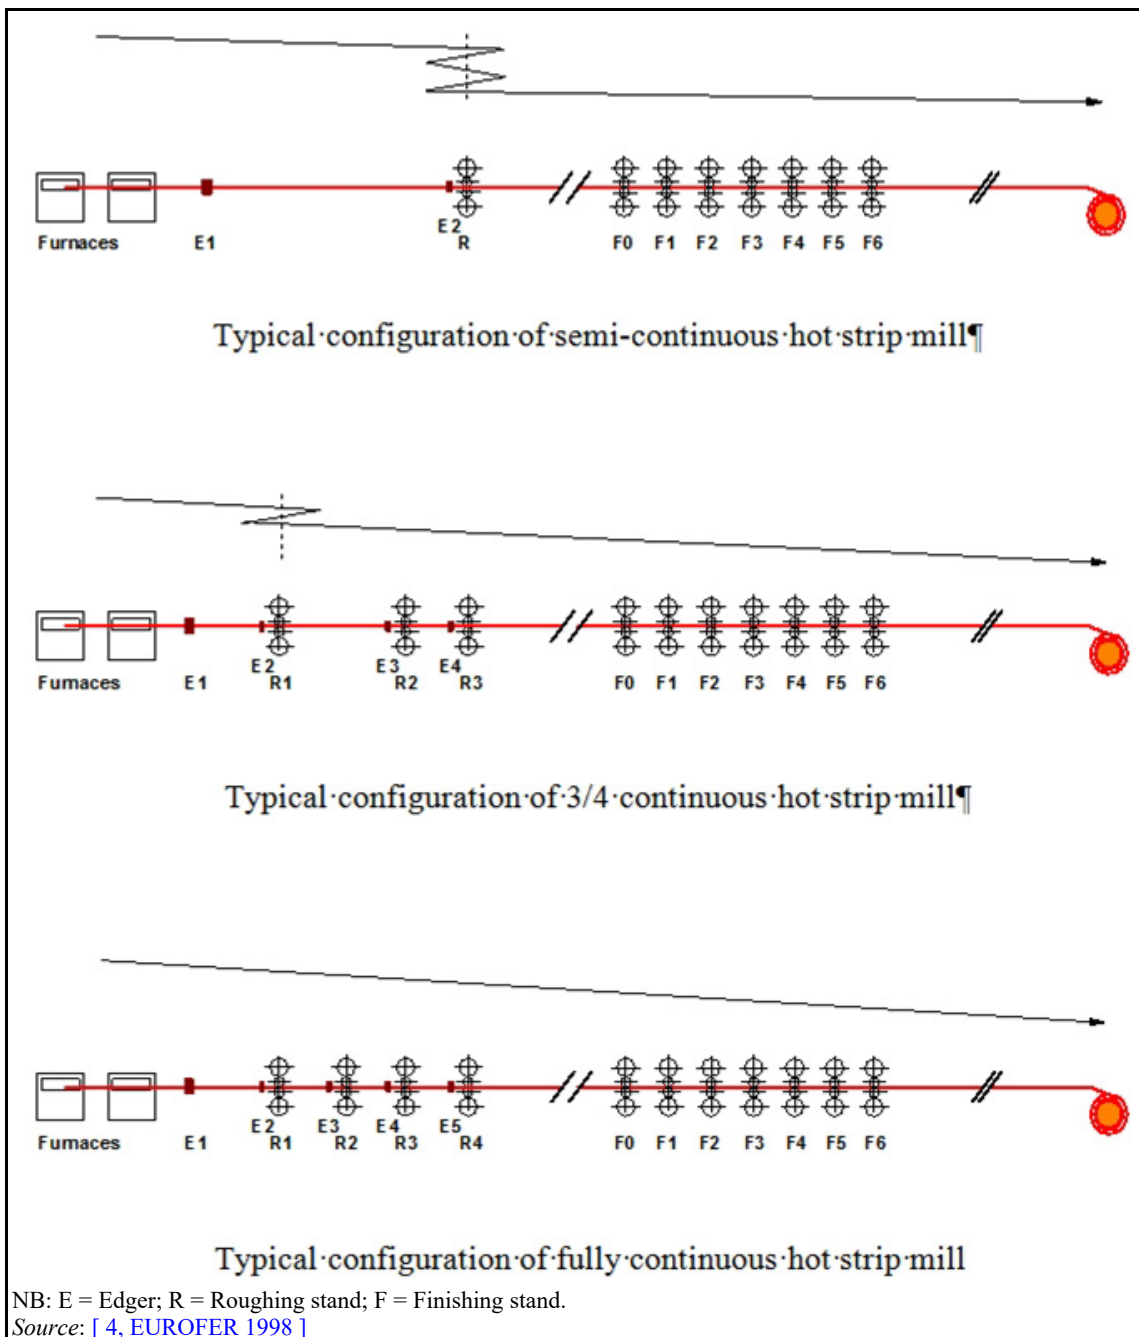 Furnaces E1 E2 R F0 F1 F2 F3 F4 F5 F6
Typical·configuration·of·semi-continuous·hot·strip·mill¶
Furnaces E1 E2 R1 E3 R2 E4 R3 F0 F1 F2 F3 F4 F5 F6
Typical·configuration·of·3/4·continuous·hot·strip·mill¶
Furnaces E1 E2 R1 E3 R2 E4 R3 E5 R4 F0 F1 F2 F3 F4 F5 F6
Typical·configuration·of·fully·continuous·hot·strip·mill
NB: E = Edger; R = Roughing stand; F = Finishing stand.
Source: [ 4, EUROFER 1998 ]